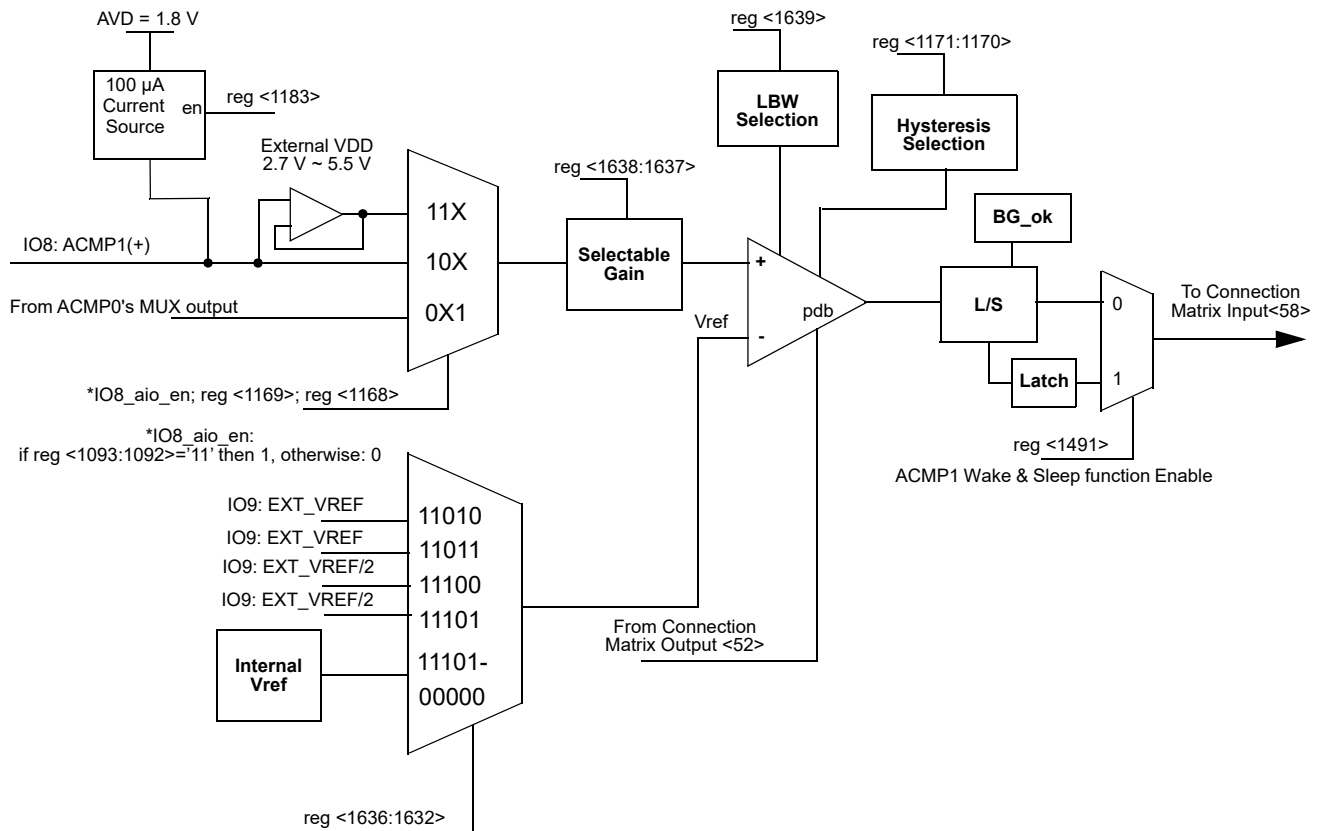 AVD = 1.8 V
reg <1639>
reg <1171:1170>
100 µA
Current
Source
en
reg <1183>
LBW
Selection
Hysteresis
Selection
External VDD
2.7 V ~ 5.5 V
reg <1638:1637>
11X
BG_ok
IO8: ACMP1(+)
10X
Selectable
Gain
+
From ACMP0's MUX output
0X1
Vref
-
pdb
L/S
0
To Connection
Matrix Input<58>
Latch
1
*IO8_aio_en; reg <1169>; reg <1168>
*IO8_aio_en:
if reg <1093:1092>='11' then 1, otherwise: 0
reg <1491>
ACMP1 Wake & Sleep function Enable
IO9: EXT_VREF
11010
IO9: EXT_VREF
11011
IO9: EXT_VREF/2
11100
IO9: EXT_VREF/2
11101
From Connection
Matrix Output <52>
Internal
Vref
11101-
00000
reg <1636:1632>